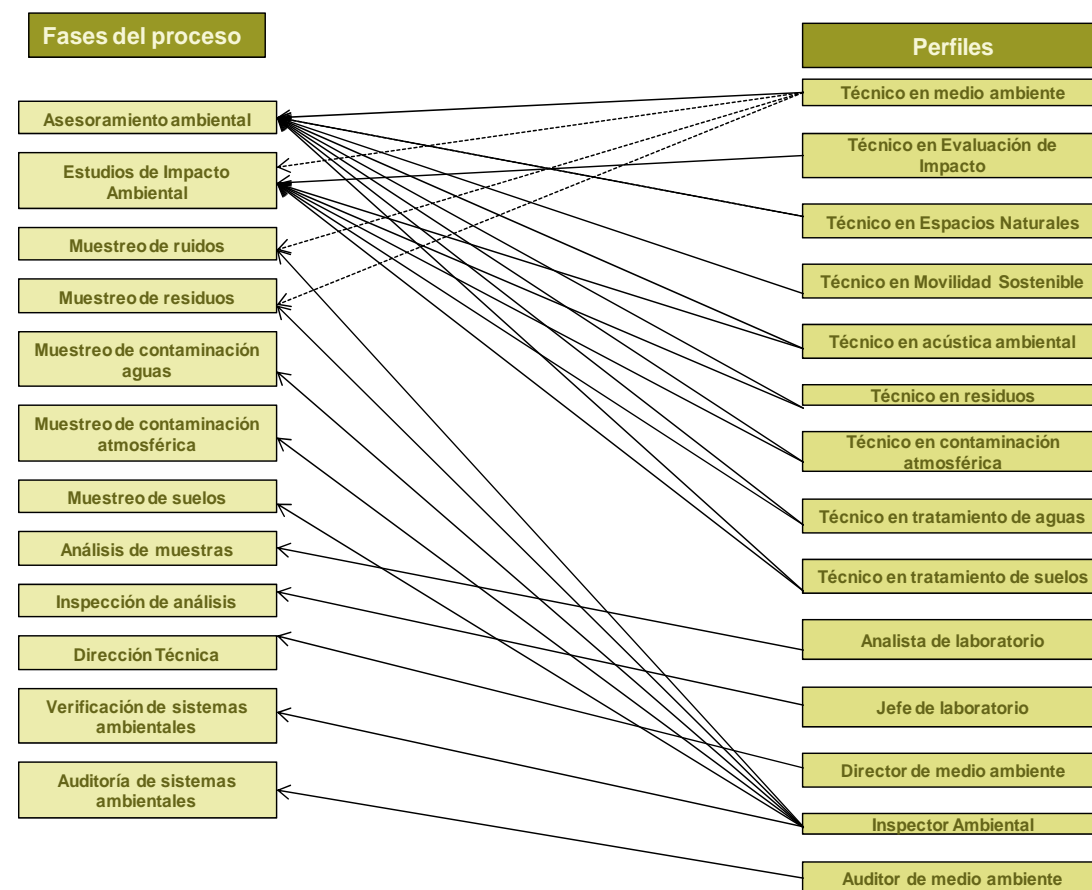 Fases del proceso
Asesoramiento ambiental
Estudios de Impacto
Ambiental
Muestreo de ruidos
Muestreo de residuos
Muestreo de contaminación
aguas
Muestreo de contaminación
atmosférica
Muestreo de suelos
Análisis de muestras
Inspección de análisis
Dirección Técnica
Verificación de sistemas
ambientales
Auditoría de sistemas
ambientales
Perfiles
Técnico en medio ambiente
Técnico en Evaluación de
Impacto
Técnico en Espacios Naturales
Técnico en Movilidad Sostenible
Técnico en acústica ambiental
Técnico en residuos
Técnico en contaminación
atmosférica
Técnico en tratamiento de aguas
Técnico en tratamiento de suelos
Analista de laboratorio
Jefe de laboratorio
Director de medio ambiente
Inspector Ambiental
Auditor de medio ambiente